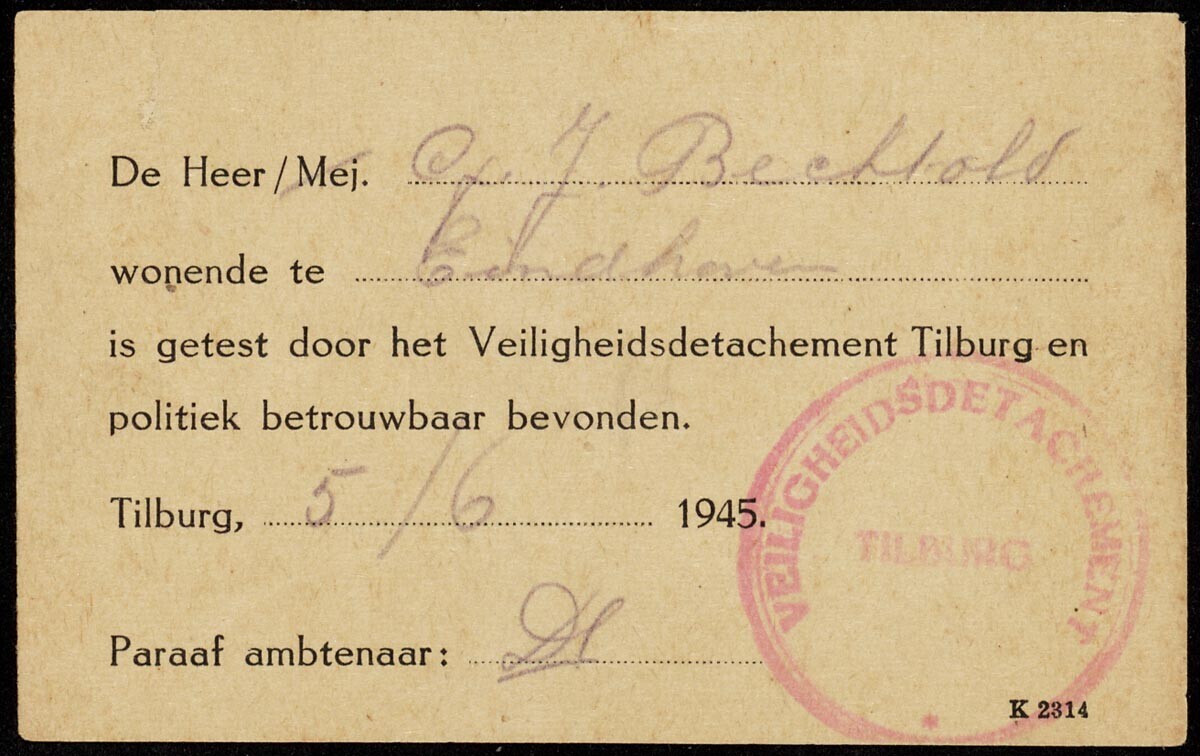 De Heer/Mej. J. Bechtold
wonende te Eindhoven
is getest door het Veiligheidsdetachement Tilburg en
politiek betrouwbaar bevonden.
Tilburg, 5/6 1945.
Paraaf ambtenaar:
VEILIGHEIDSDETACHEMENT
TILBURG
K 2314